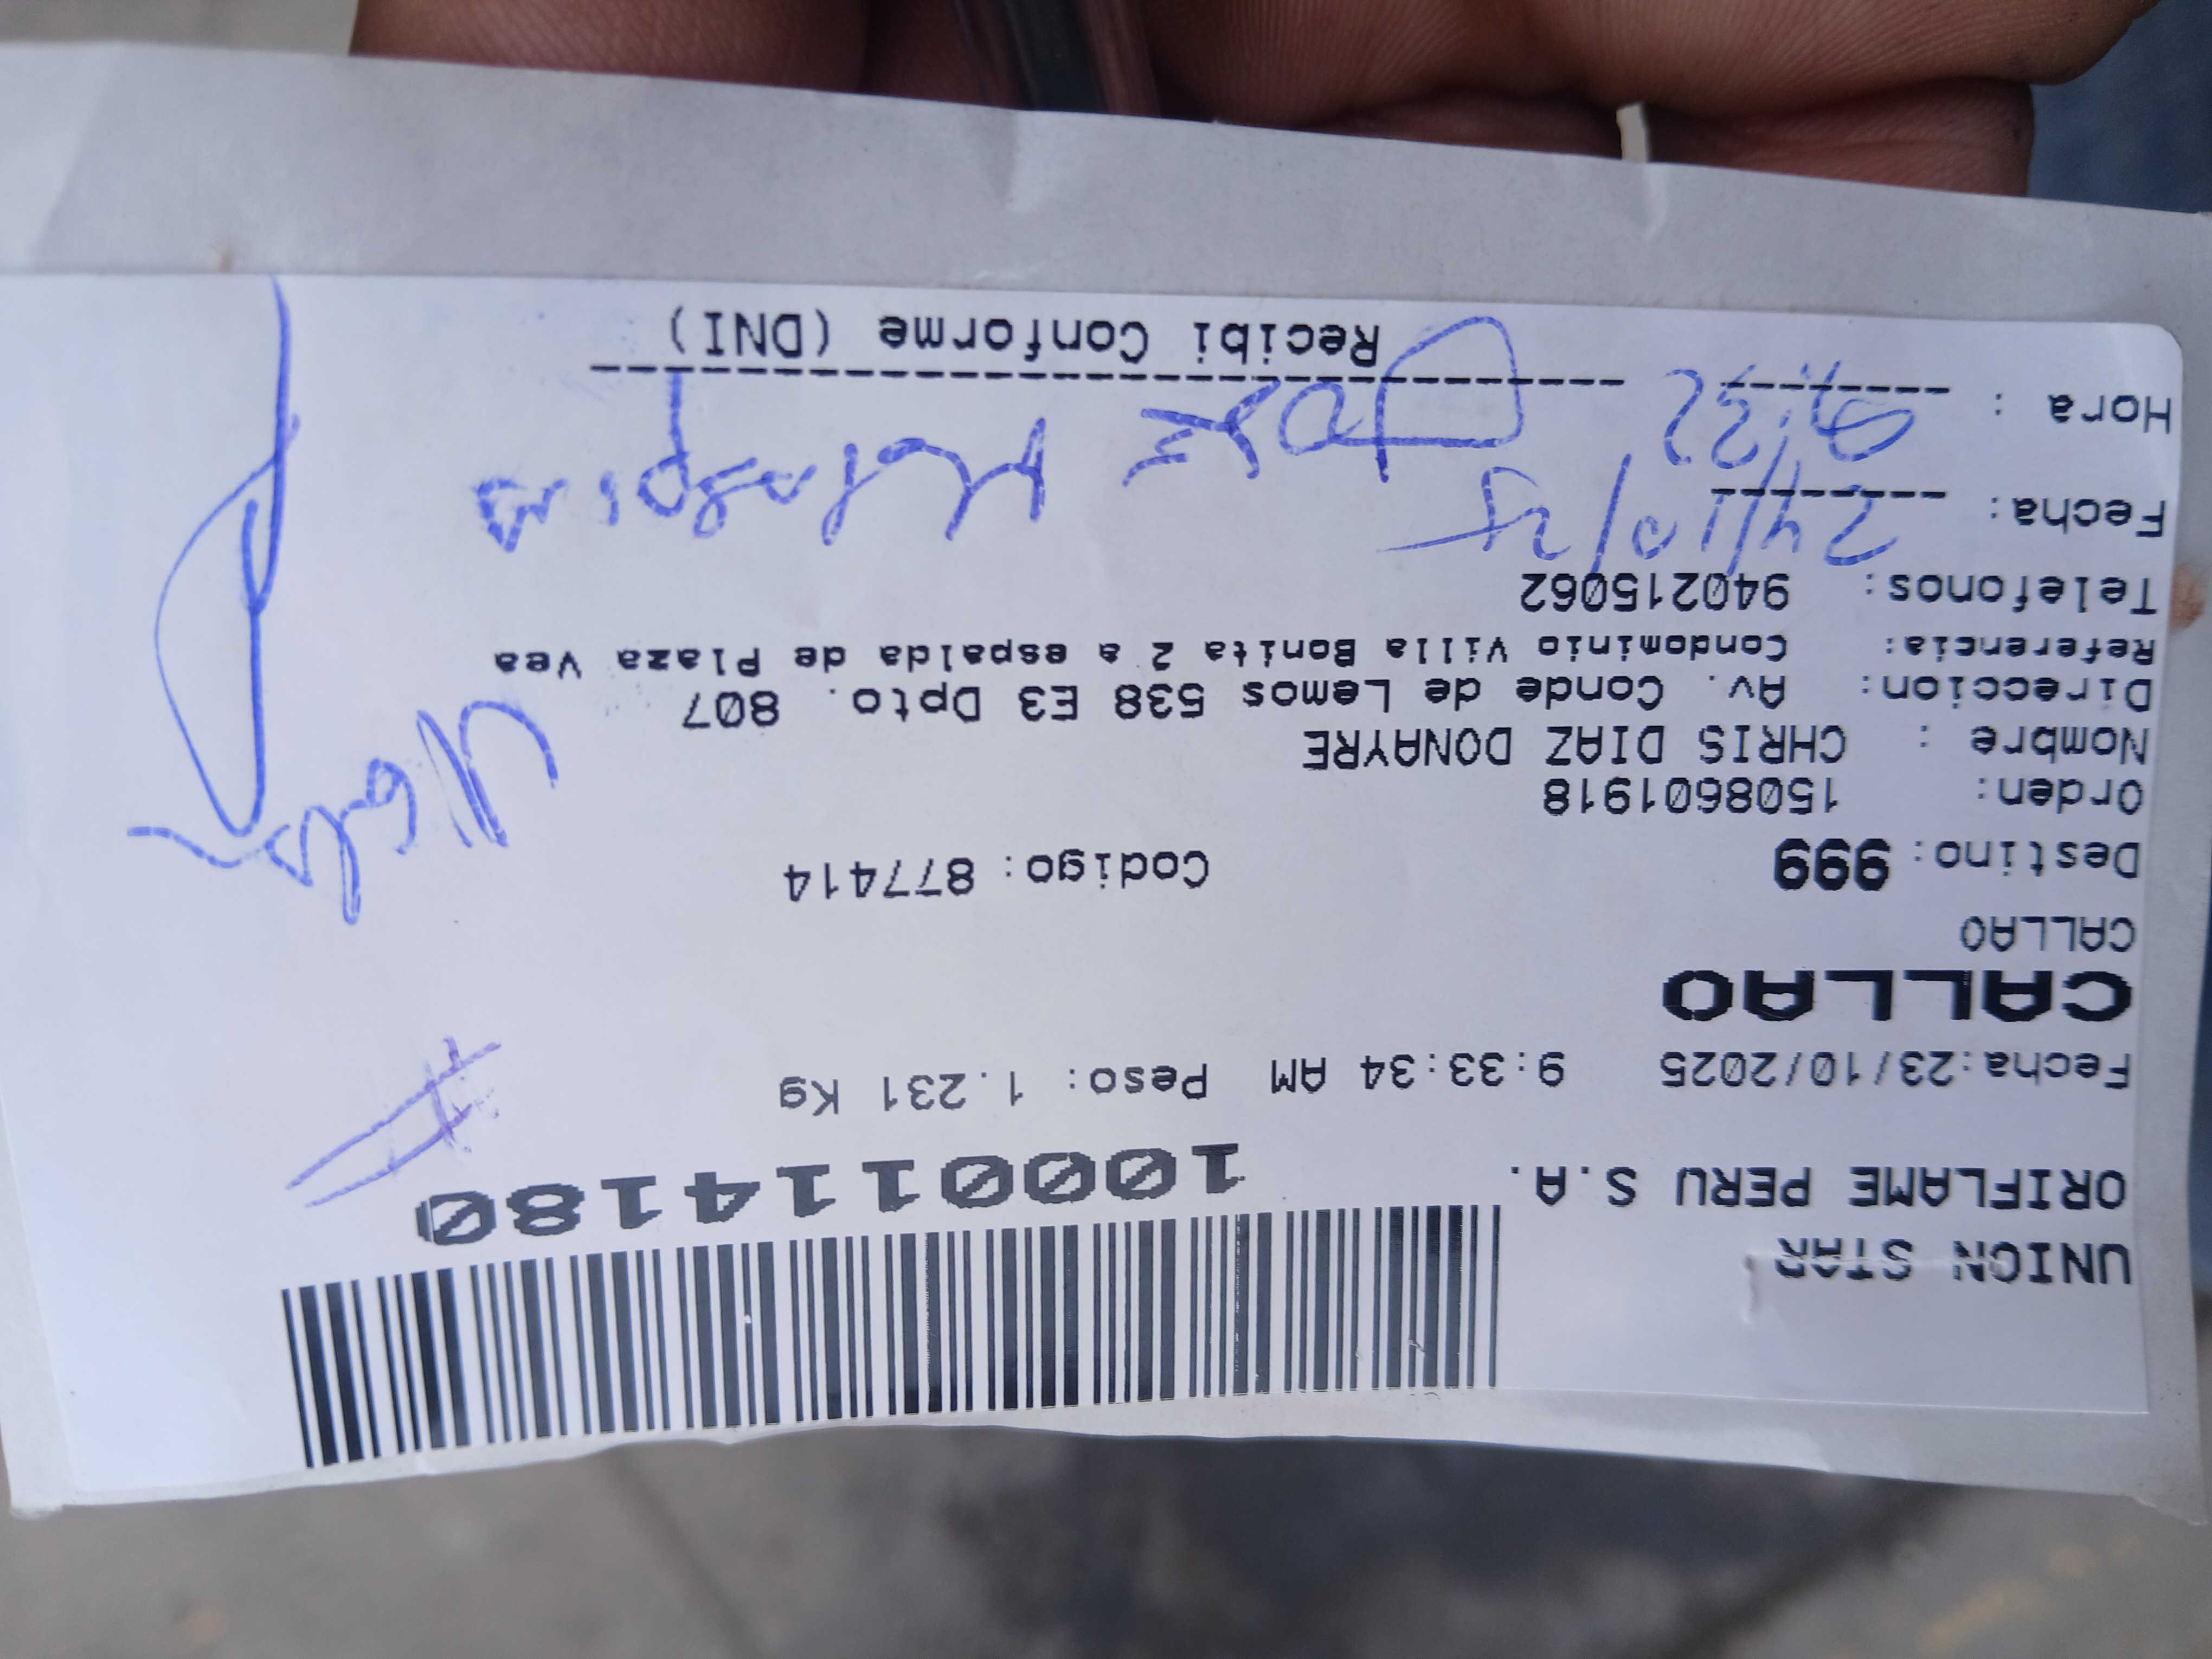 UNION STAR
ORIFLAME PERU S.A.
1000114180
Fecha:23/10/2025 9:33:34 AM Peso: 1.231 Kg
CALLAO
CALLAO
Destino: 999 Codigo: 877414
Orden: 1508601918
Nombre : CHRIS DIAZ DONAYRE
Direccion: Av. Conde de Lemos 538 E3 Dpto. 807
Referencia: Condominio Villa Bonita 2 a espalda de Plaza Vea
Telefonos: 940215062
Fecha: 24/10/25
Hora : 9:32
Jose
Recibi Conforme (DNI)